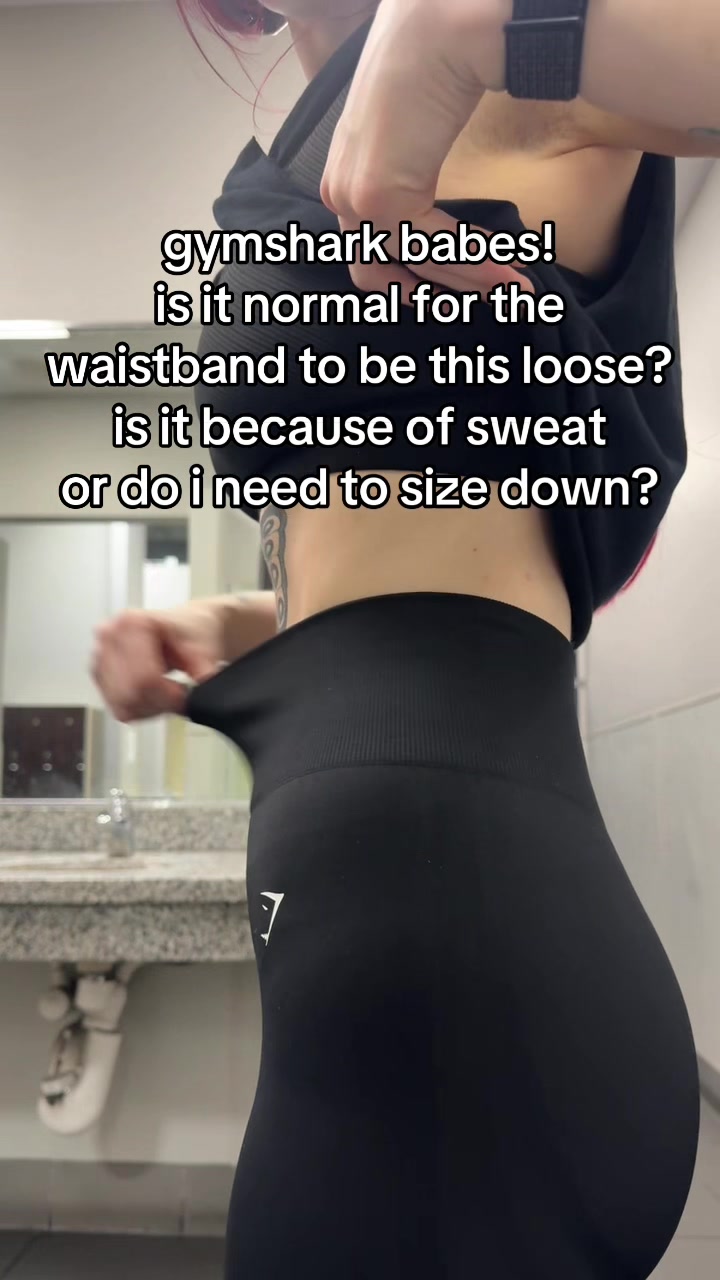 gymshark babes!
is it normal for the
waistband to be this loose?
is it because of sweat
or do i need to size down?